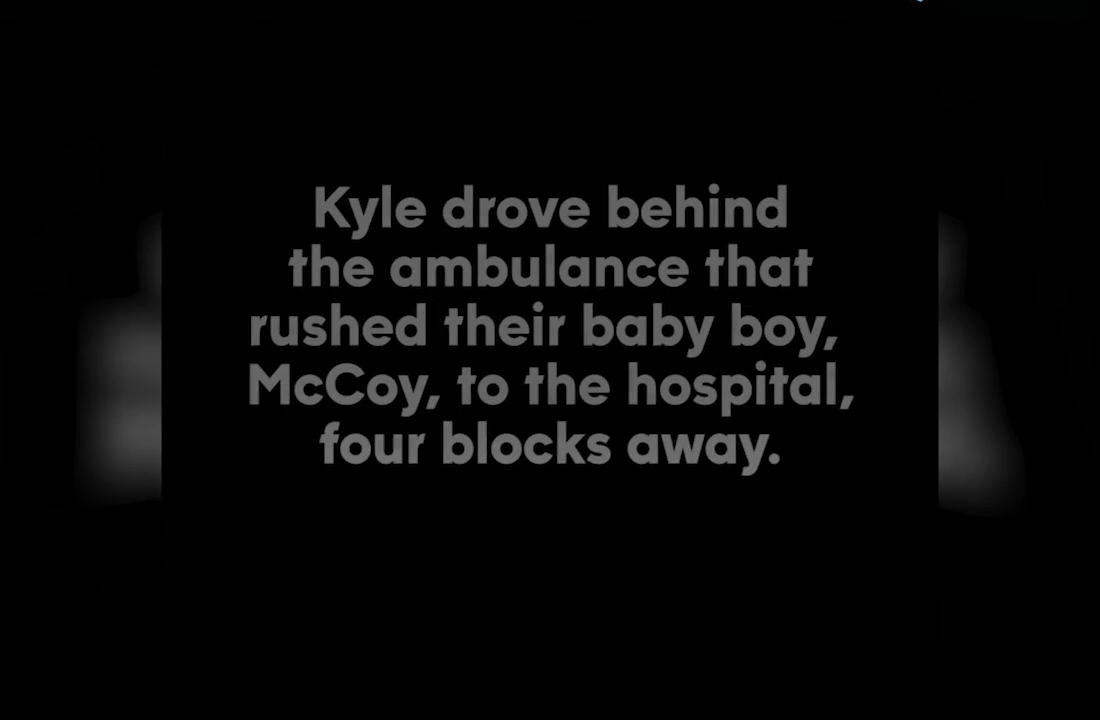 Kyle drove behind
the ambulance that
rushed their baby boy,
McCoy, to the hospital,
four blocks away.